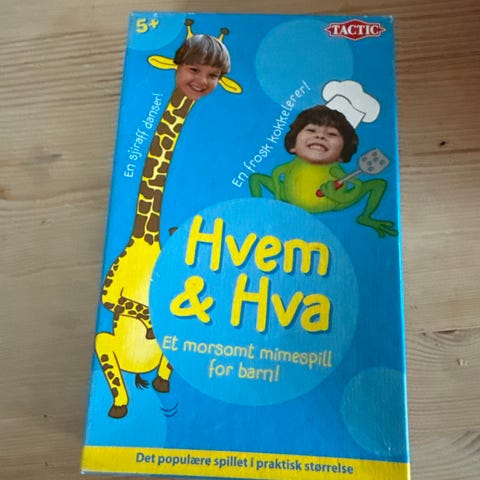 5+
TACTIC
En sjiraff danser!
En frosk kokkelerer!
Hvem
& Hva
Et morsomt mimespill
for barn!
Det populære spillet i praktisk størrelse